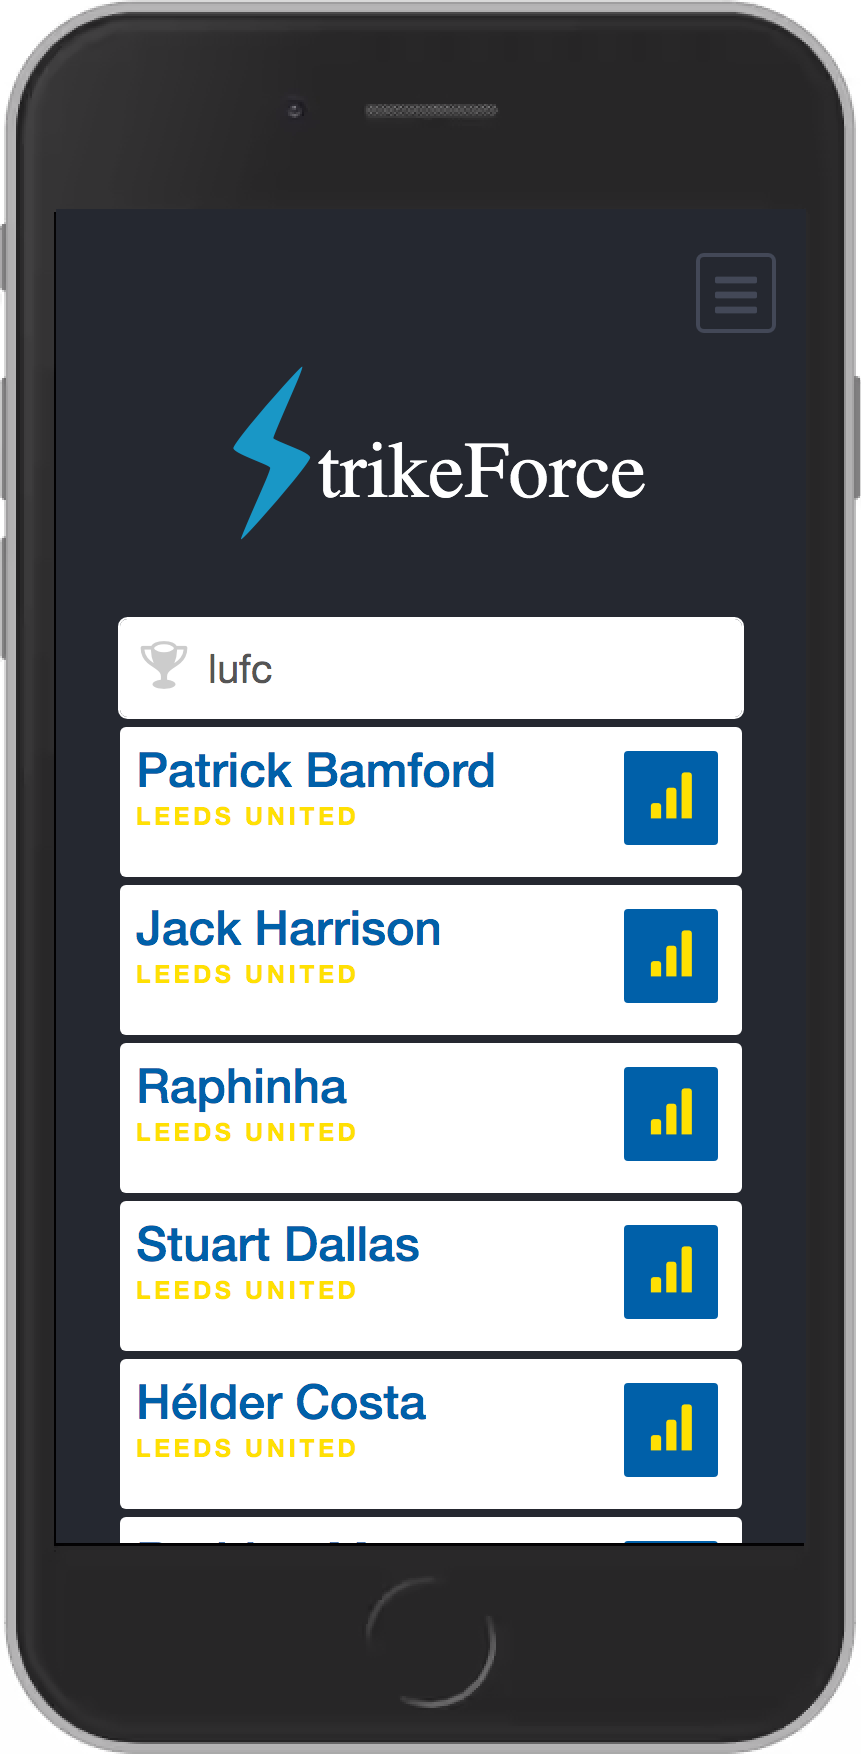 trikeForce
lufc
Patrick Bamford
LEEDS UNITED
Jack Harrison
LEEDS UNITED
Raphinha
LEEDS UNITED
Stuart Dallas
LEEDS UNITED
Hélder Costa
LEEDS UNITED